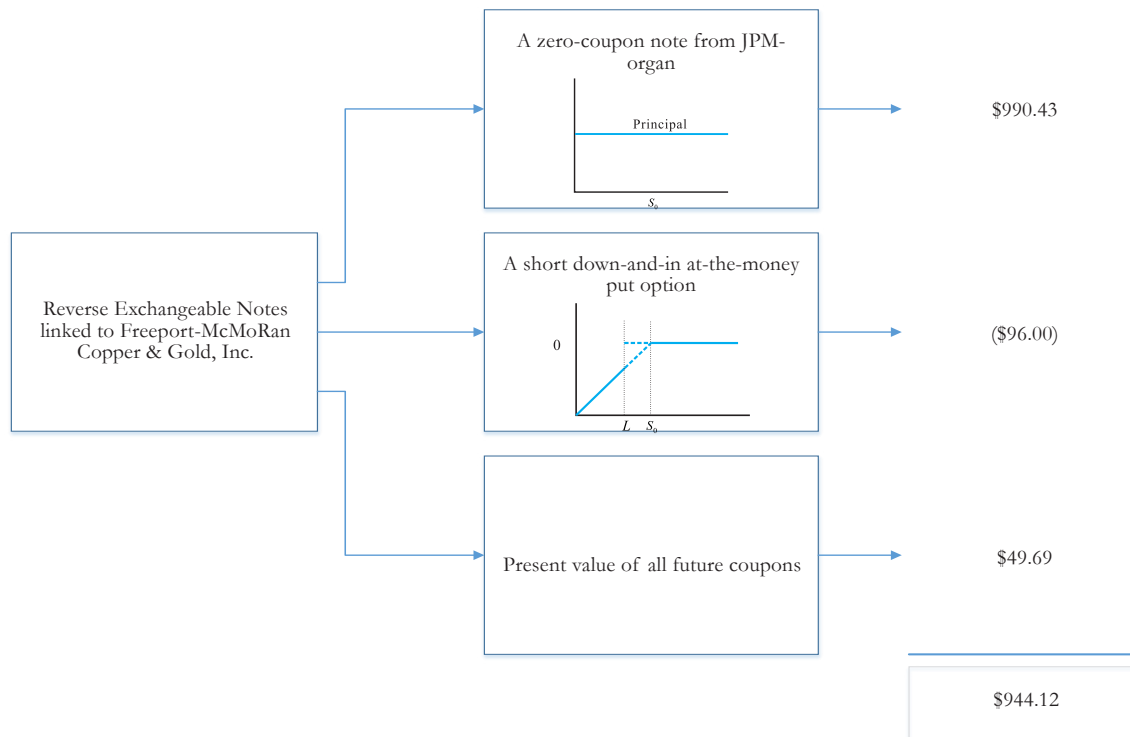 A zero-coupon note from JPM-
organ
Principal
S₀
$990.43
Reverse Exchangeable Notes
linked to Freeport-McMoRan
Copper & Gold, Inc.
A short down-and-in at-the-money
put option
0
L S₀
($96.00)
Present value of all future coupons
$49.69
$944.12